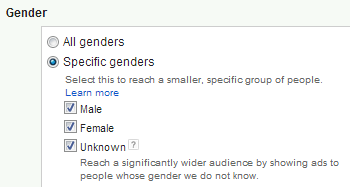 Gender
All genders
Specific genders
Select this to reach a smaller, specific group of people.
Learn more
Male
Female
Unknown ?
Reach a significantly wider audience by showing ads to
people whose gender we do not know.